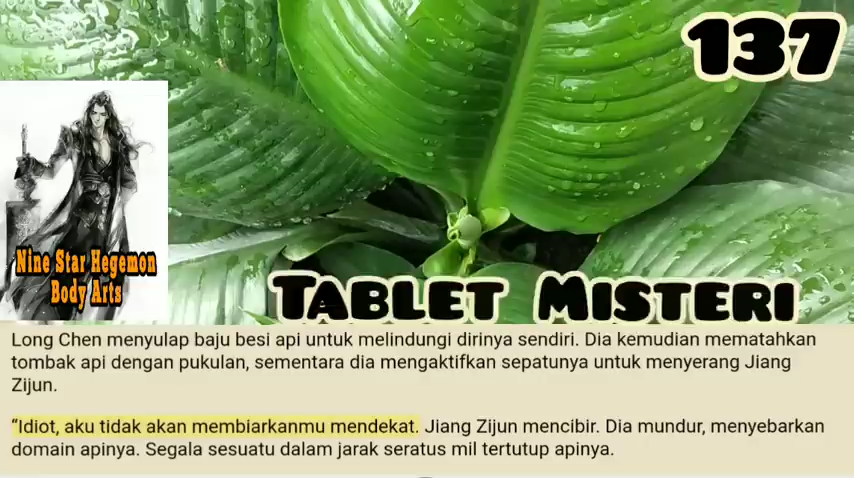 137
Nine Star Hegemon
Body Arts
TABLET MISTERI
Long Chen menyulap baju besi api untuk melindungi dirinya sendiri. Dia kemudian mematahkan
tombak api dengan pukulan, sementara dia mengaktifkan sepatunya untuk menyerang Jiang
Zijun.
“Idiot, aku tidak akan membiarkanmu mendekat. Jiang Zijun mencibir. Dia mundur, menyebarkan
domain apinya. Segala sesuatu dalam jarak seratus mil tertutup apinya.